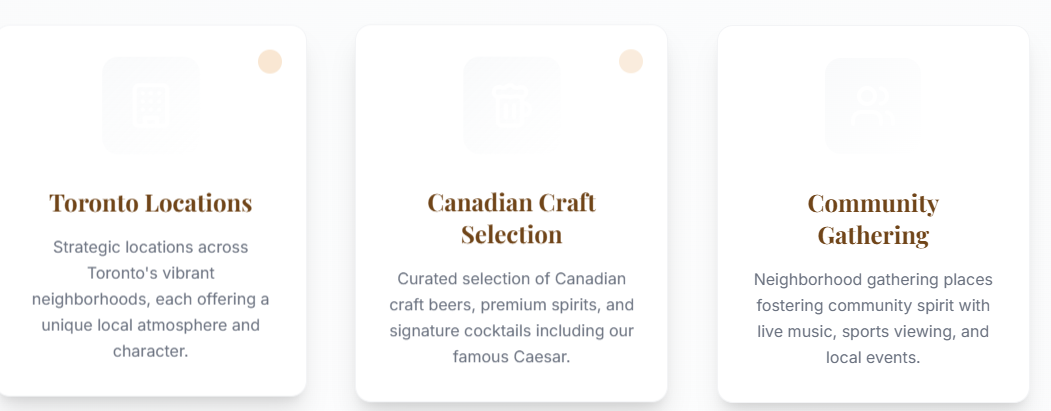 Toronto Locations
Strategic locations across
Toronto's vibrant
neighborhoods, each offering a
unique local atmosphere and
character.
Canadian Craft
Selection
Curated selection of Canadian
craft beers, premium spirits, and
signature cocktails including our
famous Caesar.
Community
Gathering
Neighborhood gathering places
fostering community spirit with
live music, sports viewing, and
local events.